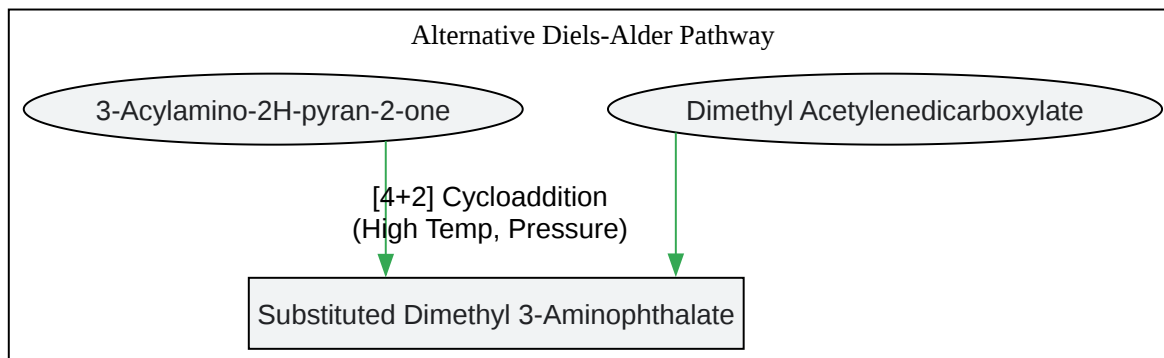 Alternative Diels-Alder Pathway
3-Acylamino-2H-pyran-2-one
Dimethyl Acetylenedicarboxylate
[4+2] Cycloaddition
(High Temp, Pressure)
Substituted Dimethyl 3-Aminophthalate